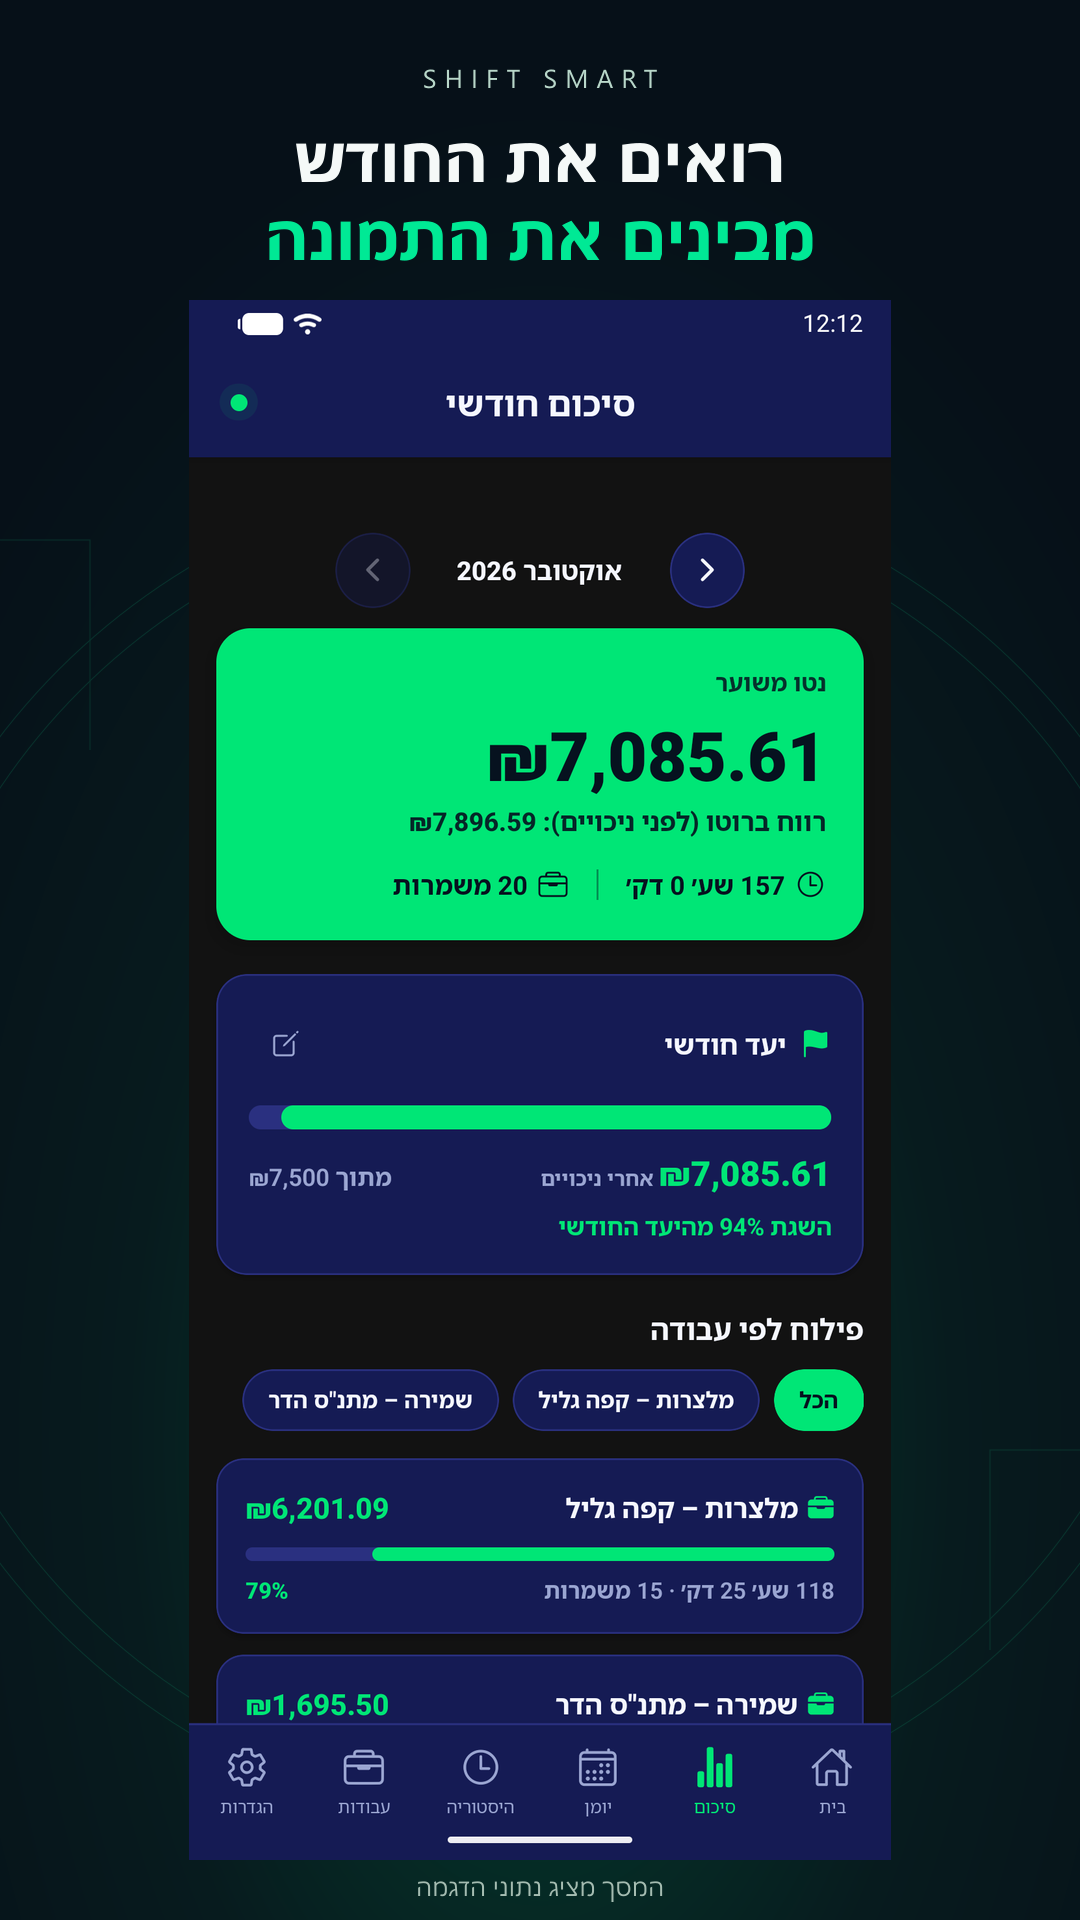 SHIFT SMART
רואים את החודש
מבינים את התמונה
12:12
סיכום חודשי
אוקטובר 2026
נטו משוער
₪7,085.61
רווח ברוטו (לפני ניכויים): ₪7,896.59
157 שע׳ 0 דק׳ | 20 משמרות
יעד חודשי
₪7,085.61 אחרי ניכויים מתוך ₪7,500
השגת 94% מהיעד החודשי
פילוח לפי עבודה
הכל מלצרות – קפה גליל שמירה – מתנ"ס הדר
מלצרות – קפה גליל ₪6,201.09
118 שע׳ 25 דק׳ · 15 משמרות 79%
שמירה – מתנ"ס הדר ₪1,695.50
בית סיכום יומן היסטוריה עבודות הגדרות
המסך מציג נתוני הדגמה